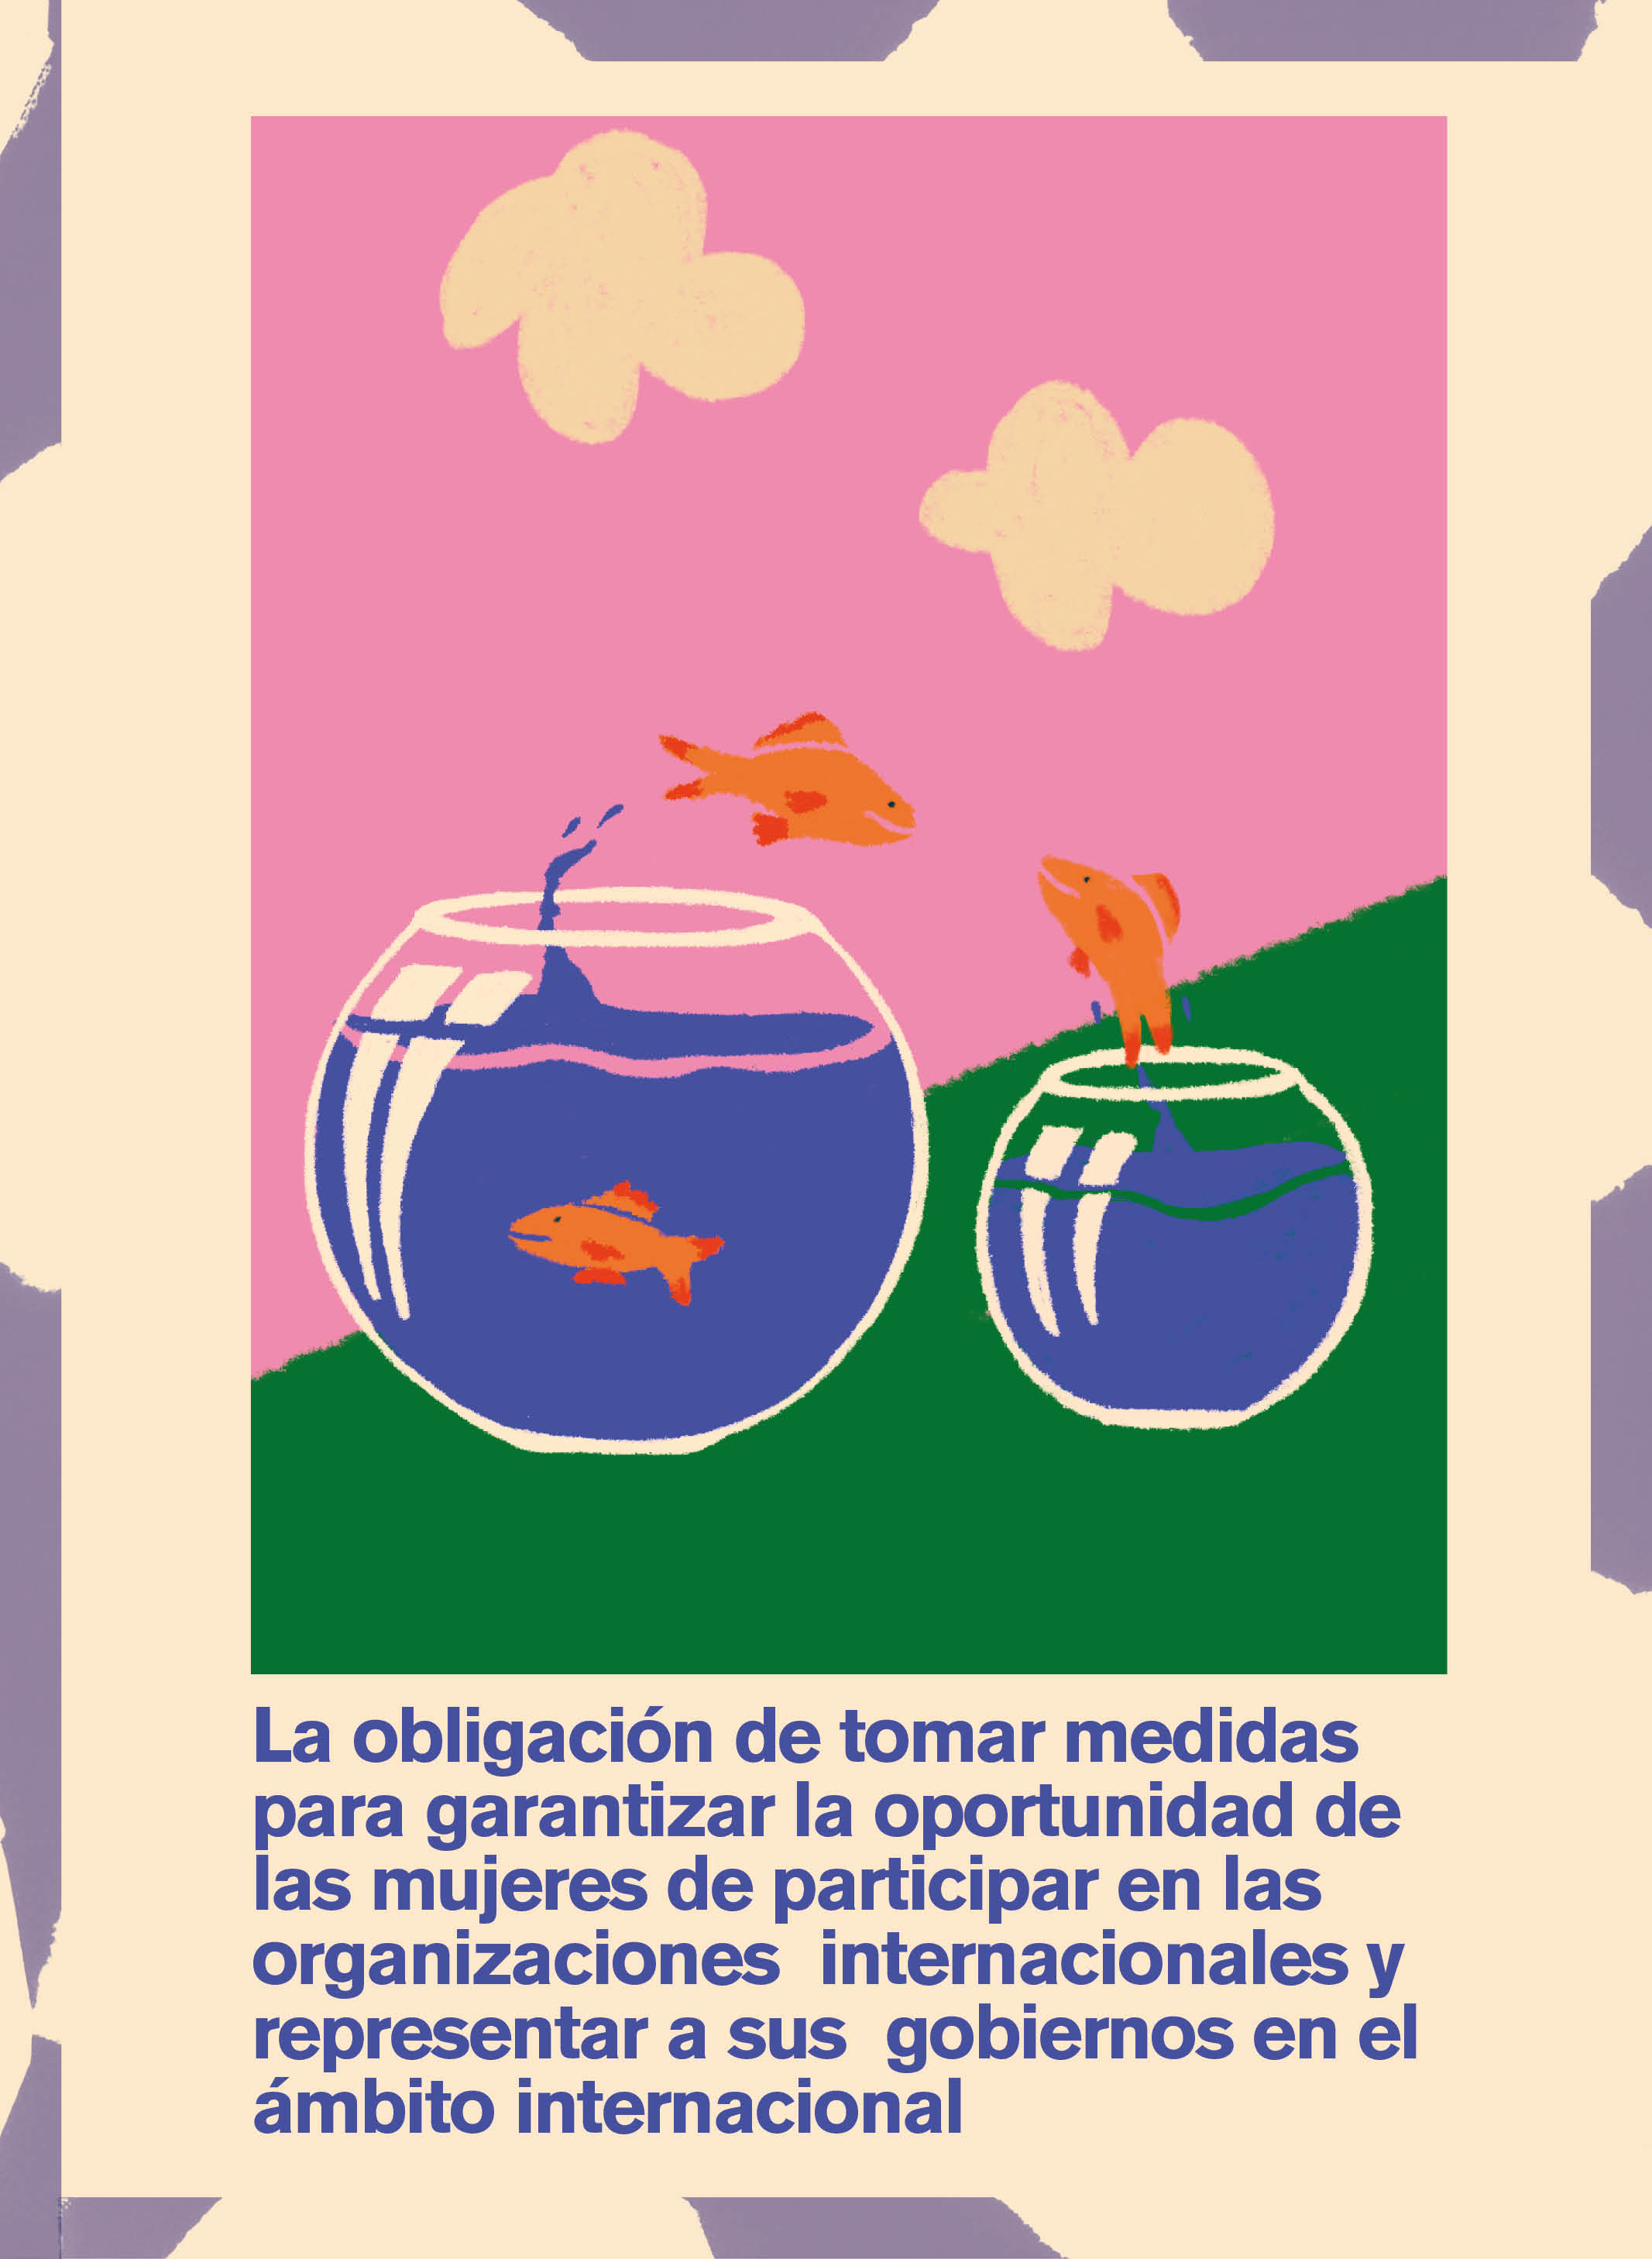 La obligación de tomar medidas
para garantizar la oportunidad de
las mujeres de participar en las
organizaciones  internacionales y
representar a sus  gobiernos en el
ámbito internacional